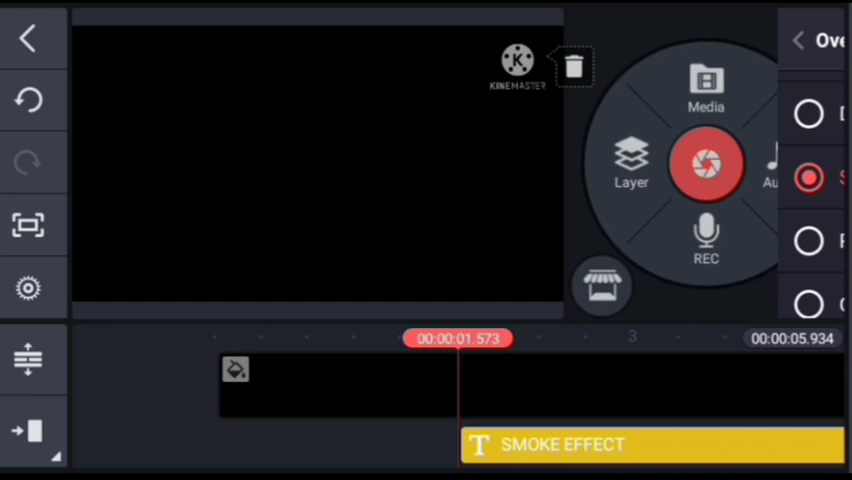 KINEMASTER
Media
Layer
REC
00:00:01.573
3
00:00:05.934
T SMOKE EFFECT